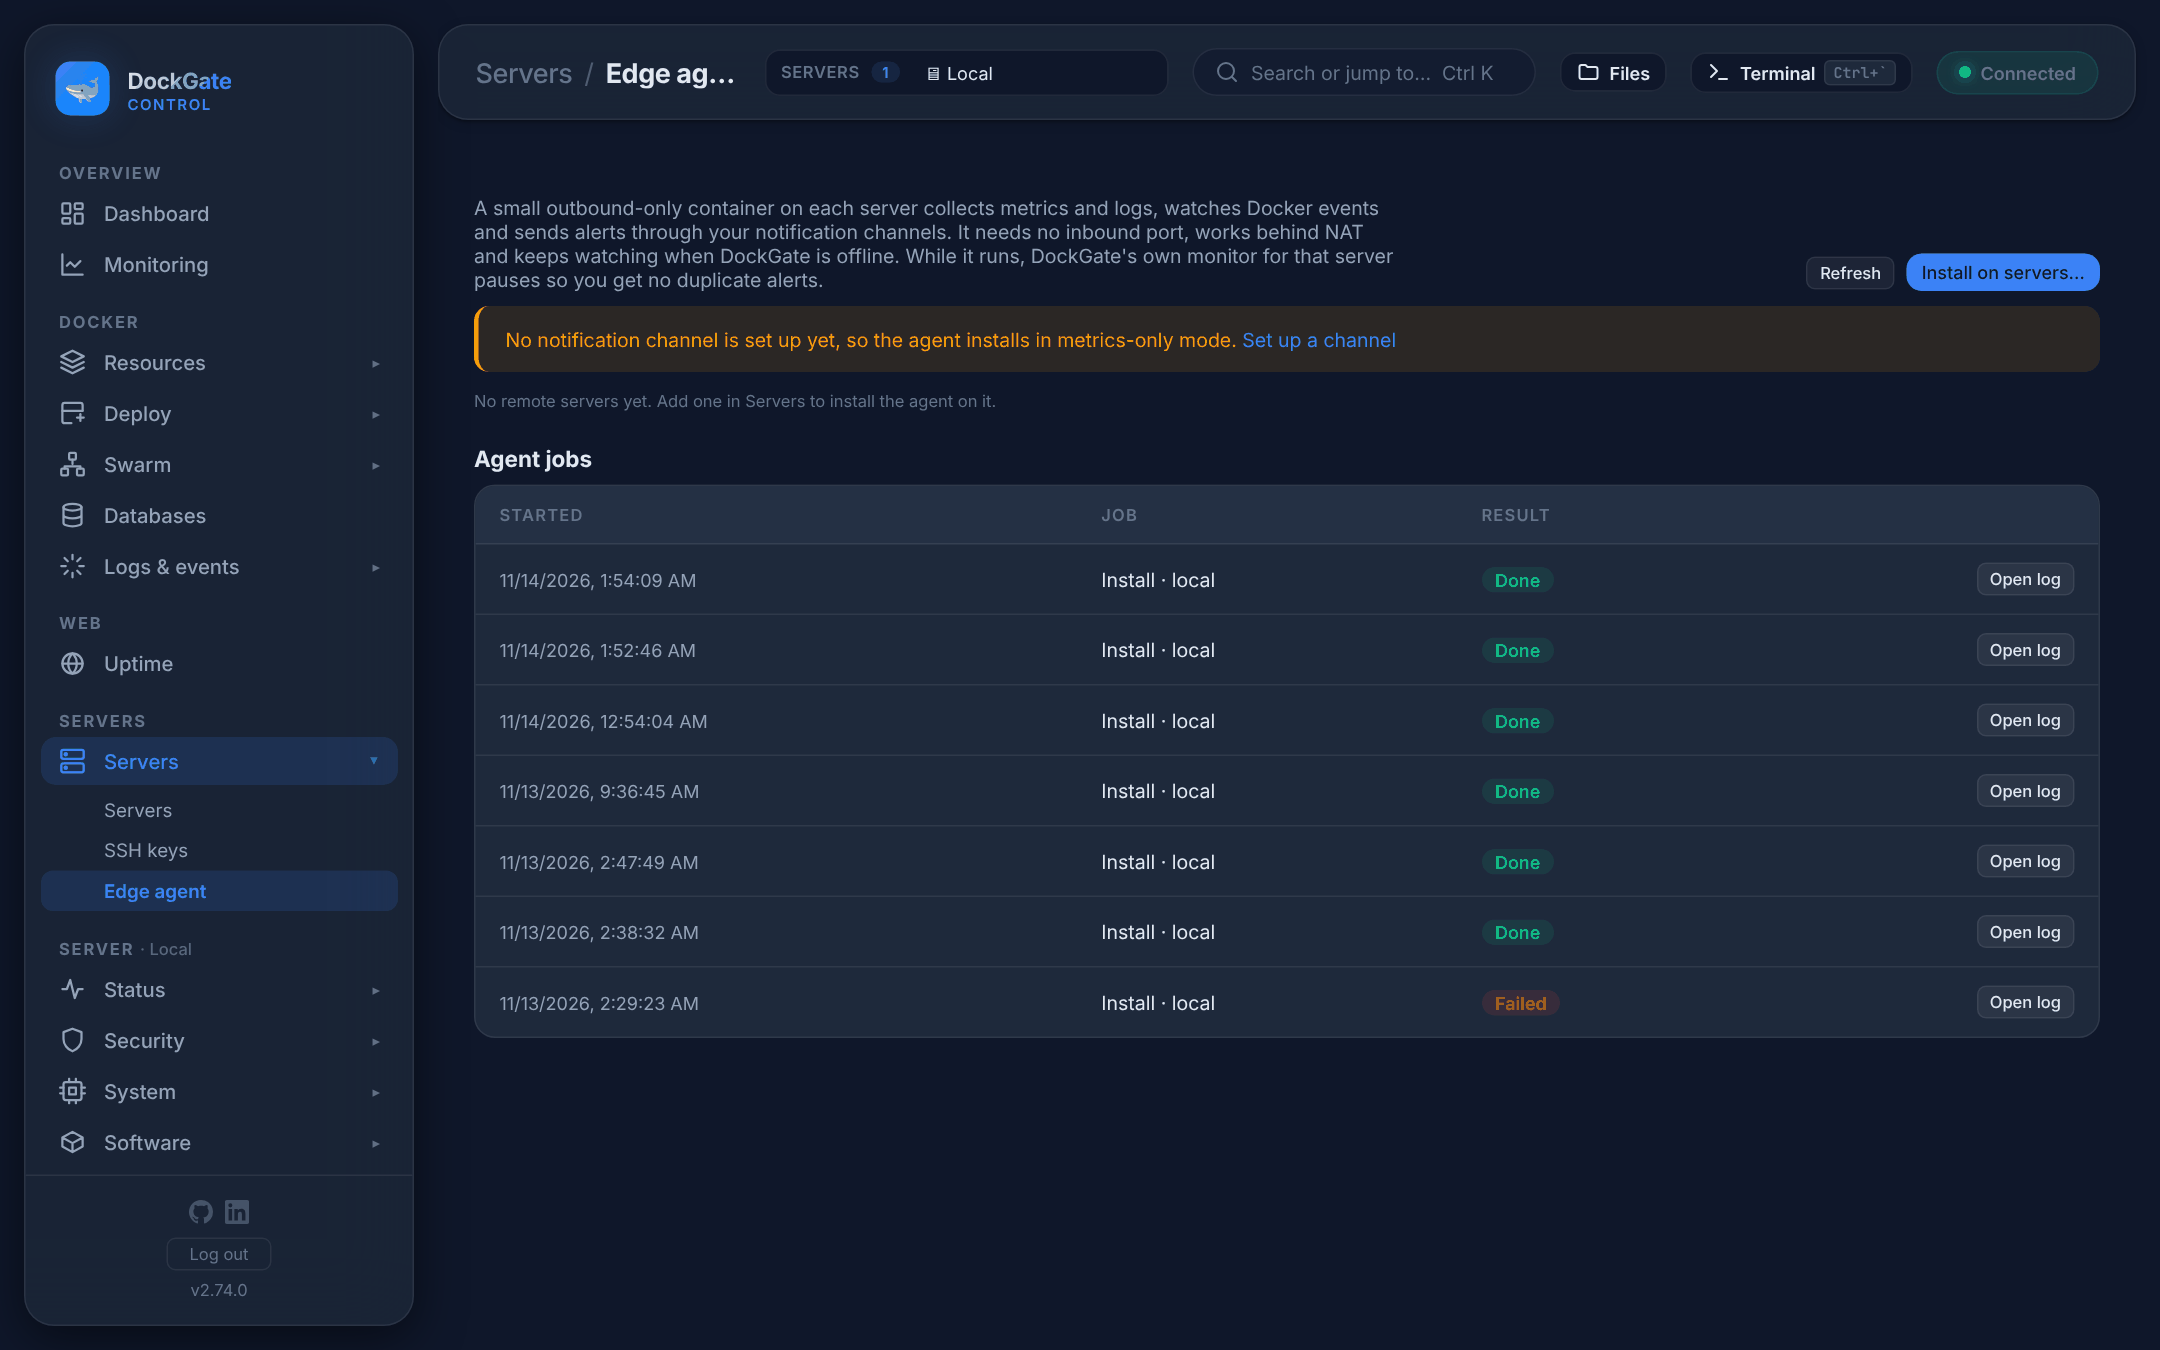 DockGate
CONTROL
OVERVIEW
Dashboard
Monitoring
DOCKER
Resources
Deploy
Swarm
Databases
Logs & events
WEB
Uptime
SERVERS
Servers
Servers
SSH keys
Edge agent
SERVER · Local
Status
Security
System
Software
Log out
v2.74.0
Servers / Edge ag...
SERVERS 1 Local
Search or jump to... Ctrl K
Files
Terminal Ctrl+`
Connected
A small outbound-only container on each server collects metrics and logs, watches Docker events
and sends alerts through your notification channels. It needs no inbound port, works behind NAT
and keeps watching when DockGate is offline. While it runs, DockGate's own monitor for that server
pauses so you get no duplicate alerts.
Refresh
Install on servers...
No notification channel is set up yet, so the agent installs in metrics-only mode. Set up a channel
No remote servers yet. Add one in Servers to install the agent on it.
Agent jobs
STARTED JOB RESULT
11/14/2026, 1:54:09 AM Install · local Done Open log
11/14/2026, 1:52:46 AM Install · local Done Open log
11/14/2026, 12:54:04 AM Install · local Done Open log
11/13/2026, 9:36:45 AM Install · local Done Open log
11/13/2026, 2:47:49 AM Install · local Done Open log
11/13/2026, 2:38:32 AM Install · local Done Open log
11/13/2026, 2:29:23 AM Install · local Failed Open log